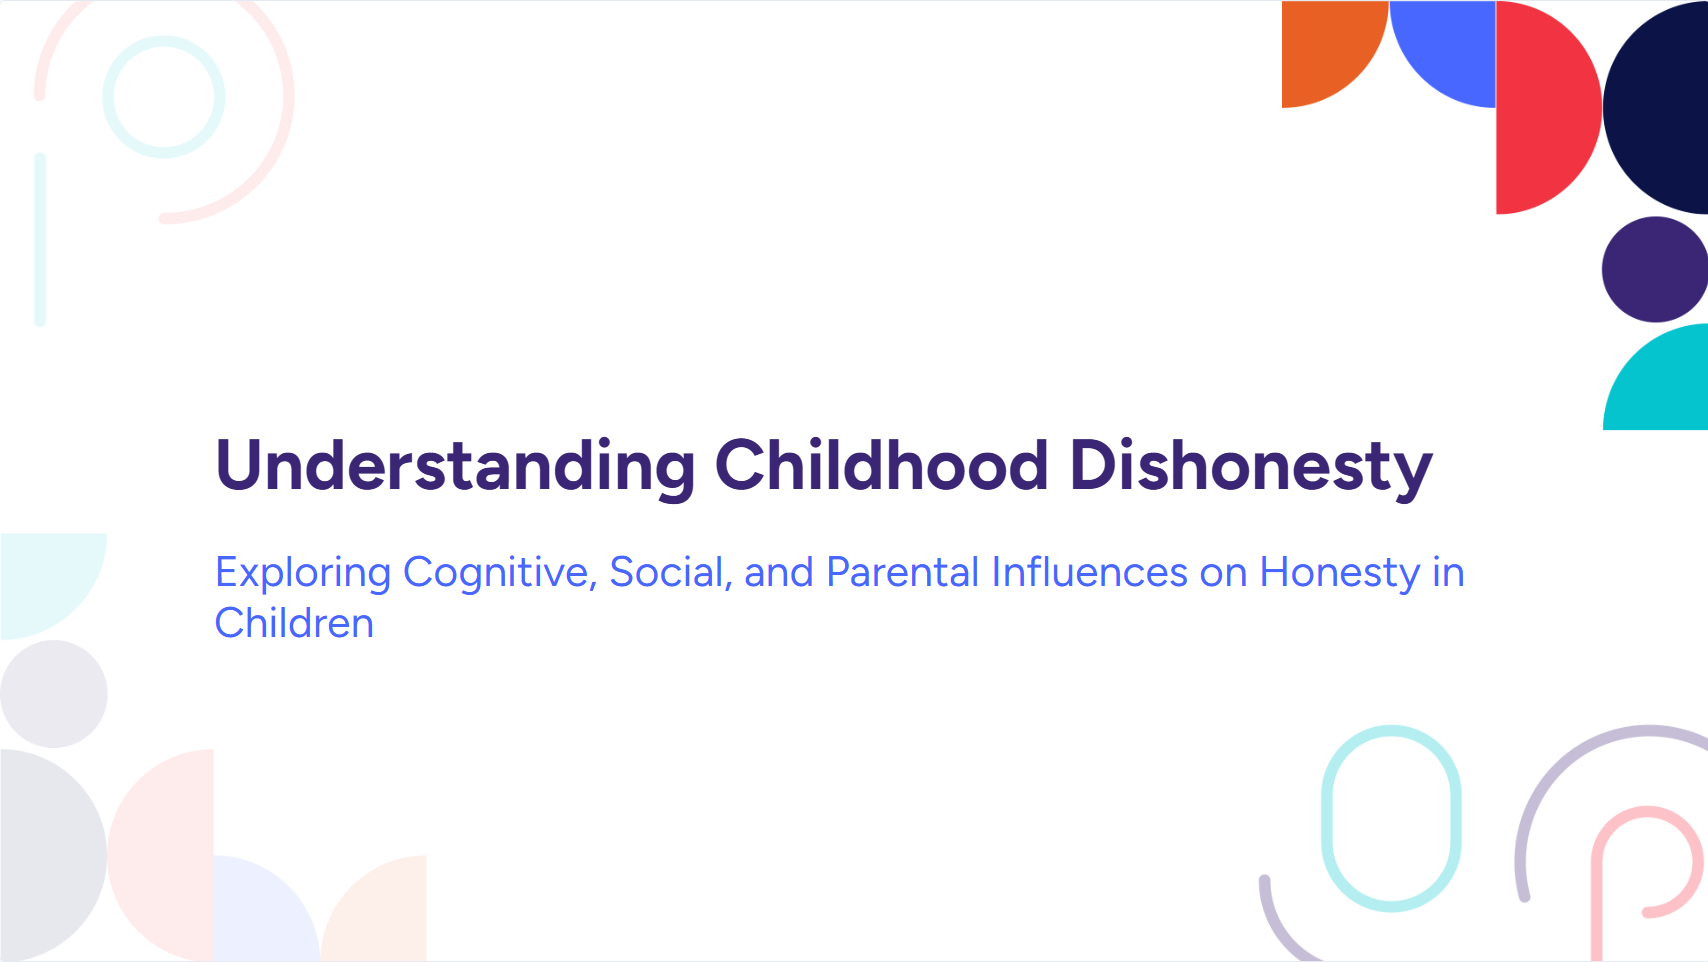 Understanding Childhood Dishonesty
Exploring Cognitive, Social, and Parental Influences on Honesty in
Children